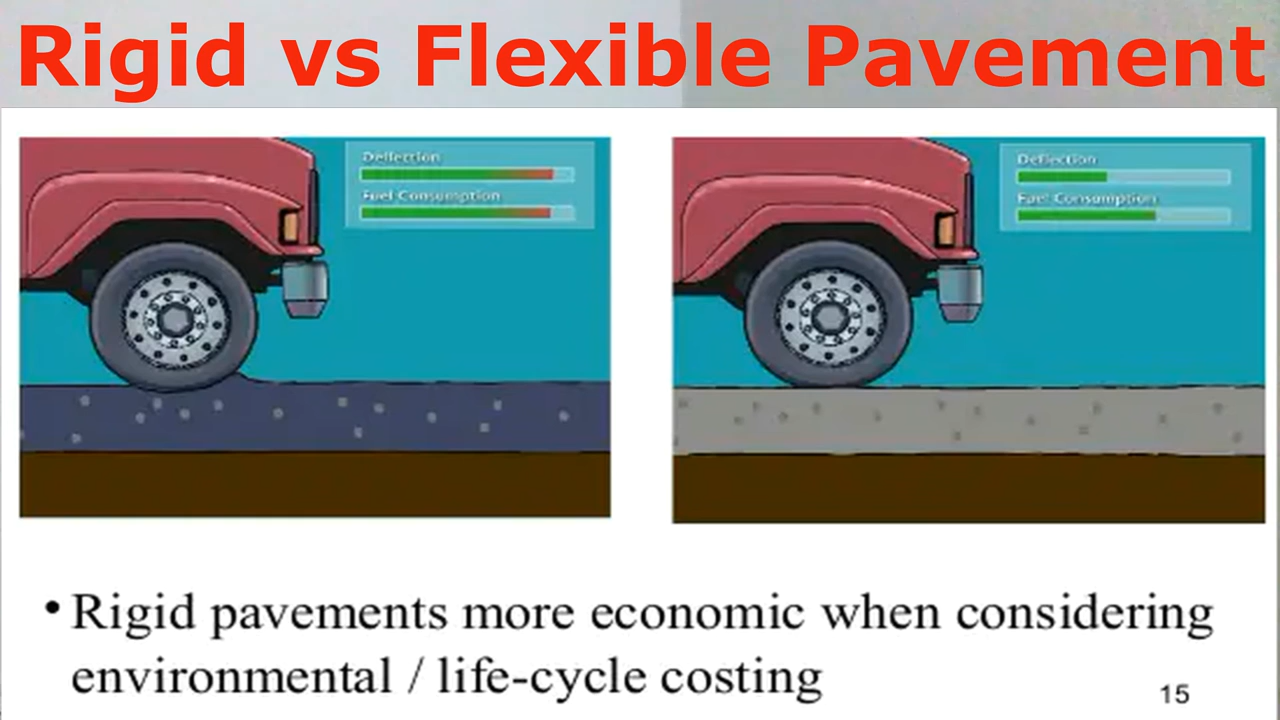 Rigid vs Flexible Pavement
Deflection
Fuel Consumption
Deflection
Fuel Consumption
• Rigid pavements more economic when considering
environmental / life-cycle costing
15